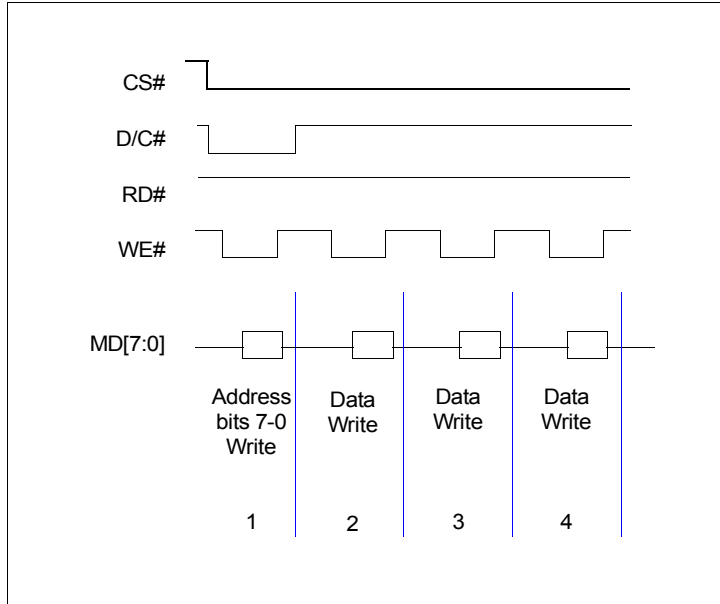 CS#
D/C#
RD#
WE#
MD[7:0]
Address
bits 7-0
Write
Data
Write
Data
Write
Data
Write
1
2
3
4